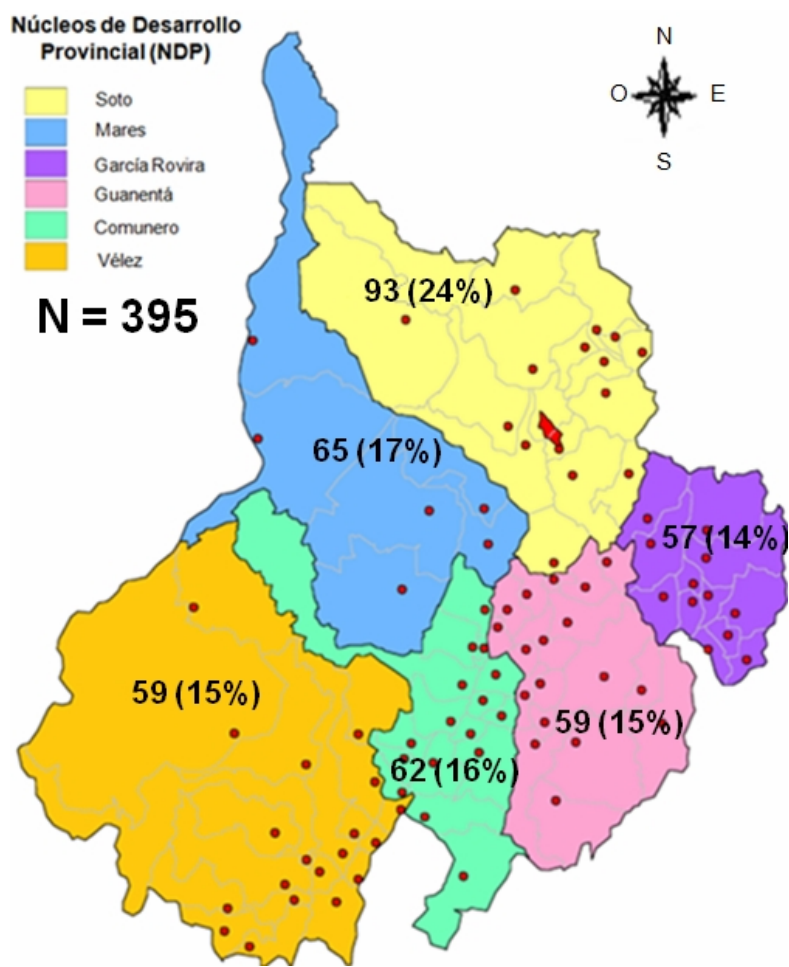 Núcleos de Desarrollo
Provincial (NDP)
Soto
Mares
García Rovira
Guanentá
Comunero
Vélez
N = 395
N
O E
S
93 (24%)
65 (17%)
57 (14%)
59 (15%)
59 (15%)
62 (16%)